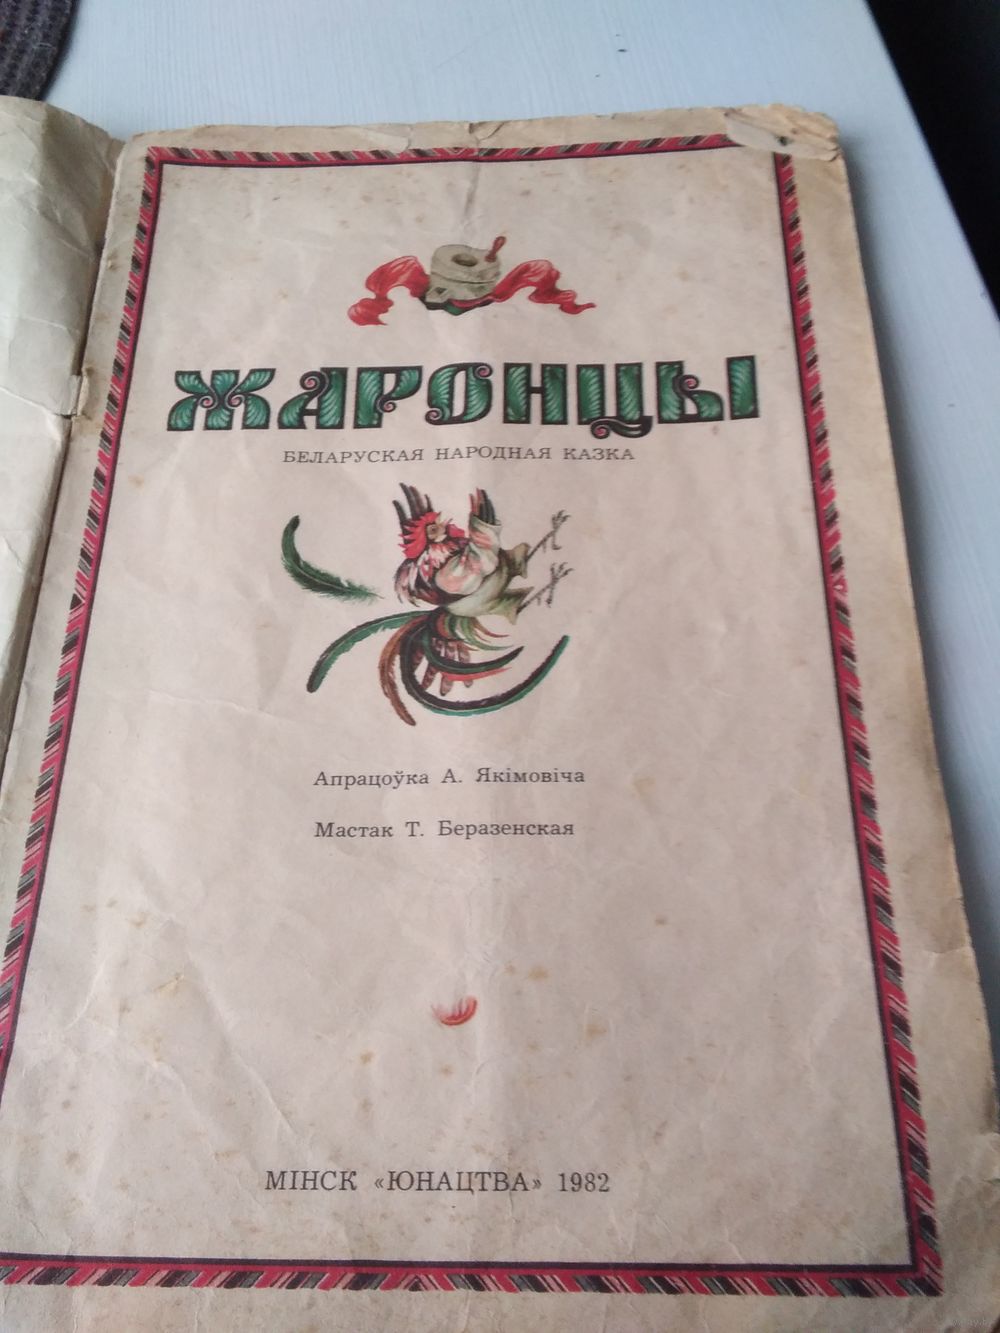 ЖАРОНЦЫ
БЕЛАРУСКАЯ НАРОДНАЯ КАЗКА
Апрацоўка А. Якімовіча
Мастак Т. Беразенская
МІНСК «ЮНАЦТВА» 1982